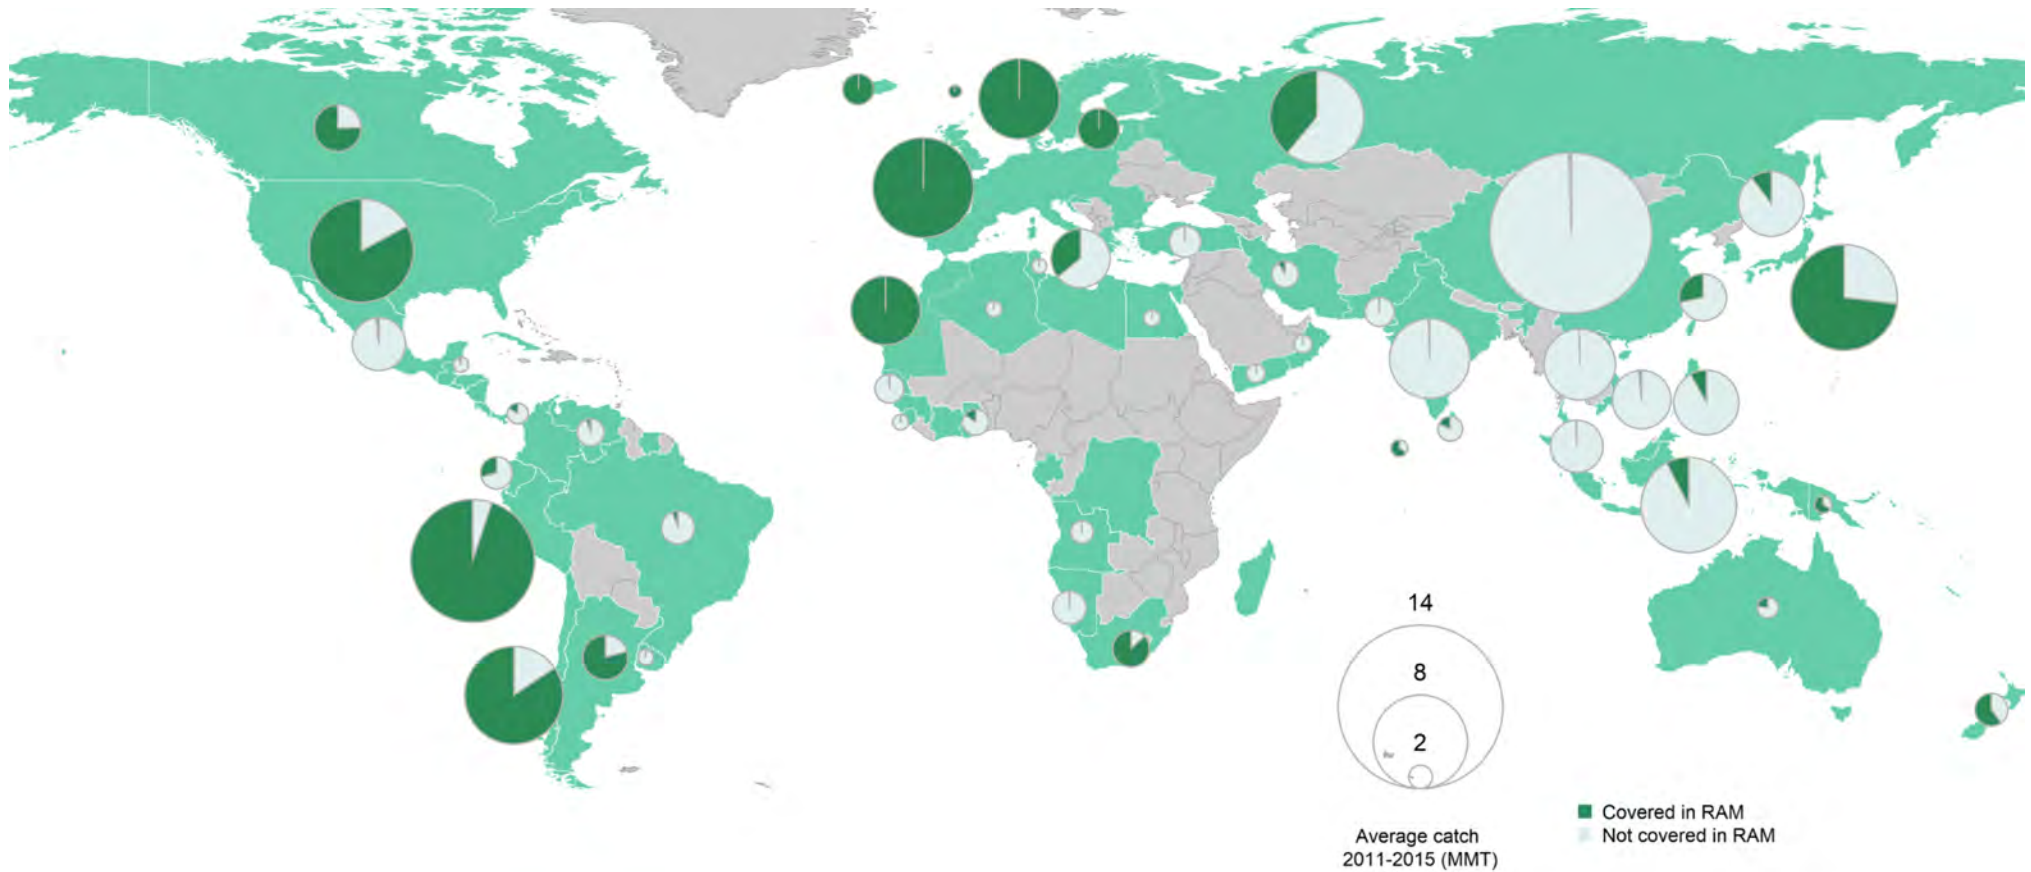 14
8
2
Average catch
2011-2015 (MMT)
Covered in RAM
Not covered in RAM